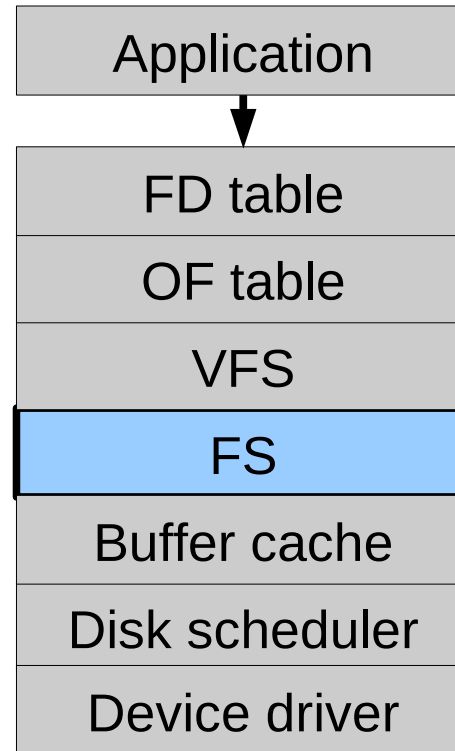 Application
FD table
OF table
VFS
FS
Buffer cache
Disk scheduler
Device driver